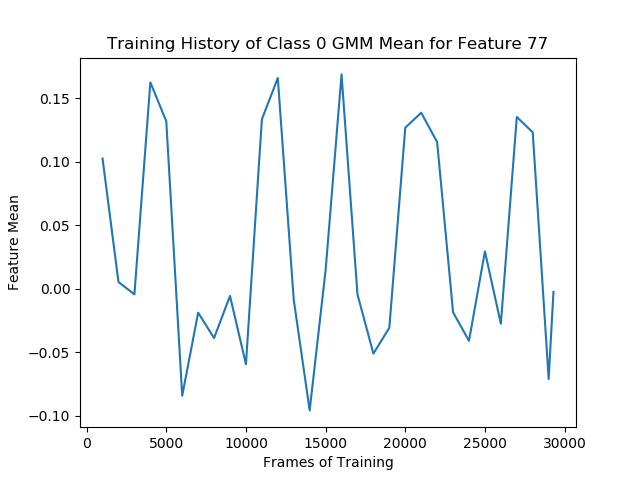 Training History of Class 0 GMM Mean for Feature 77
0.15
0.10
0.05
0.00
−0.05
−0.10
Feature Mean
0 5000 10000 15000 20000 25000 30000
Frames of Training